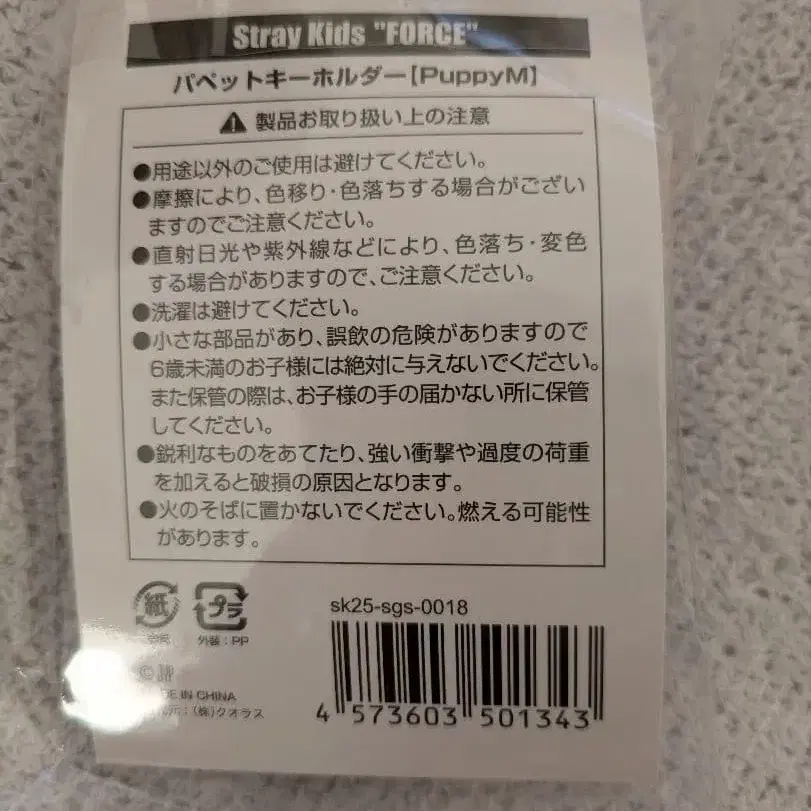 Stray Kids "FORCE"
パペットキーホルダー[PuppyM]
製品お取り扱い上の注意
●用途以外のご使用は避けてください。
●摩擦により、色移り・色落ちする場合がござい
ますのでご注意ください。
●直射日光や紫外線などにより、色落ち・変色
する場合がありますので、ご注意ください。
●洗濯は避けてください。
●小さな部品があり、誤飲の危険がありますので
6歳未満のお子様には絶対に与えないでください。
また保管の際は、お子様の手の届かない所に保管
してください。
●鋭利なものをあてたり、強い衝撃や過度の荷重
を加えると破損の原因となります。
●火のそばに置かないでください。燃える可能性
があります。
紙 プラ
外装:PP
sk25-sgs-0018
IN CHINA
元:(株)クオラス
4 573603 501343